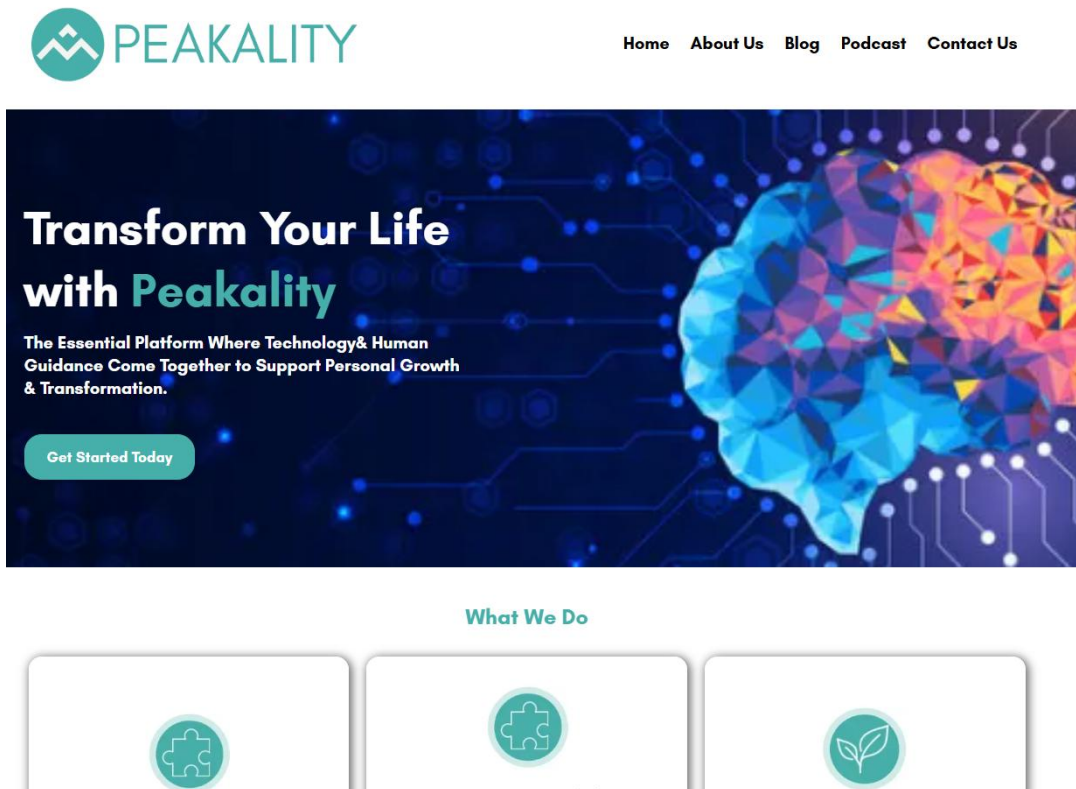 PEAKALITY
Home About Us Blog Podcast Contact Us
Transform Your Life
with Peakality
The Essential Platform Where Technology& Human
Guidance Come Together to Support Personal Growth
& Transformation.
Get Started Today
What We Do